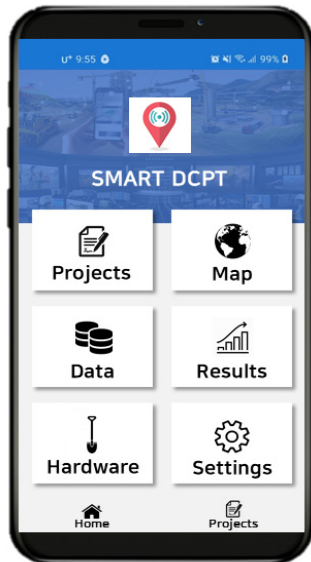 U+ 9:55
99%
SMART DCPT
Projects
Map
Data
Results
Hardware
Settings
Home
Projects